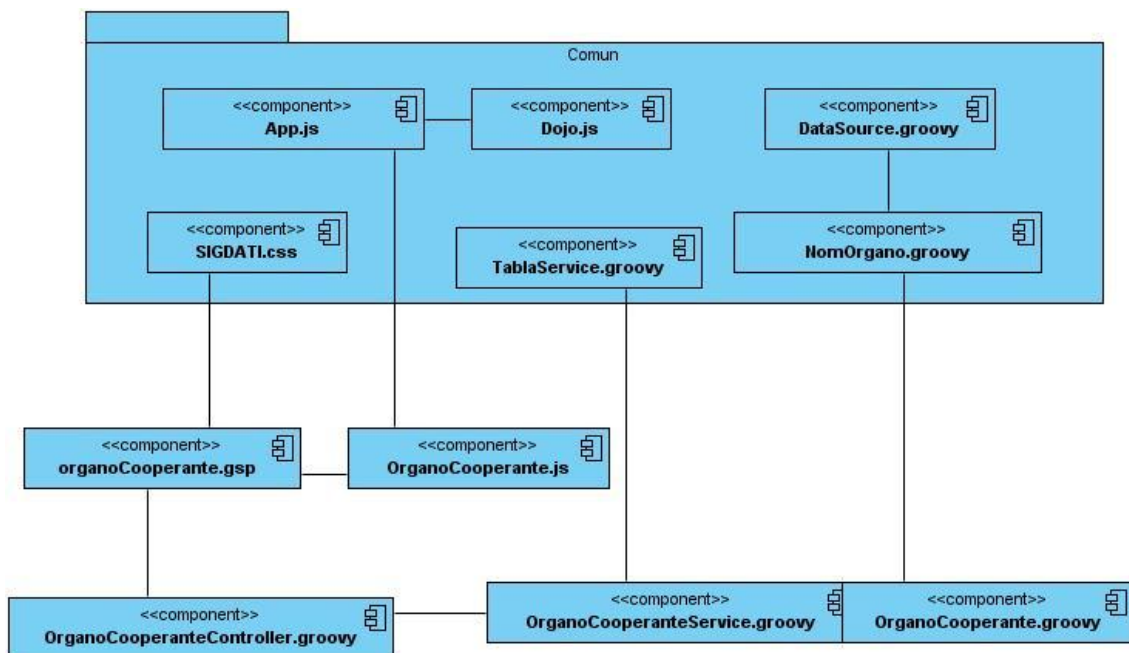 Comun
<<component>>
App.js
<<component>>
Dojo.js
<<component>>
DataSource.groovy
<<component>>
SIGDATI.css
<<component>>
TablaService.groovy
<<component>>
NomOrgano.groovy
<<component>>
organoCooperante.gsp
<<component>>
OrganoCooperante.js
<<component>>
OrganoCooperanteController.groovy
<<component>>
OrganoCooperanteService.groovy
<<component>>
OrganoCooperante.groovy